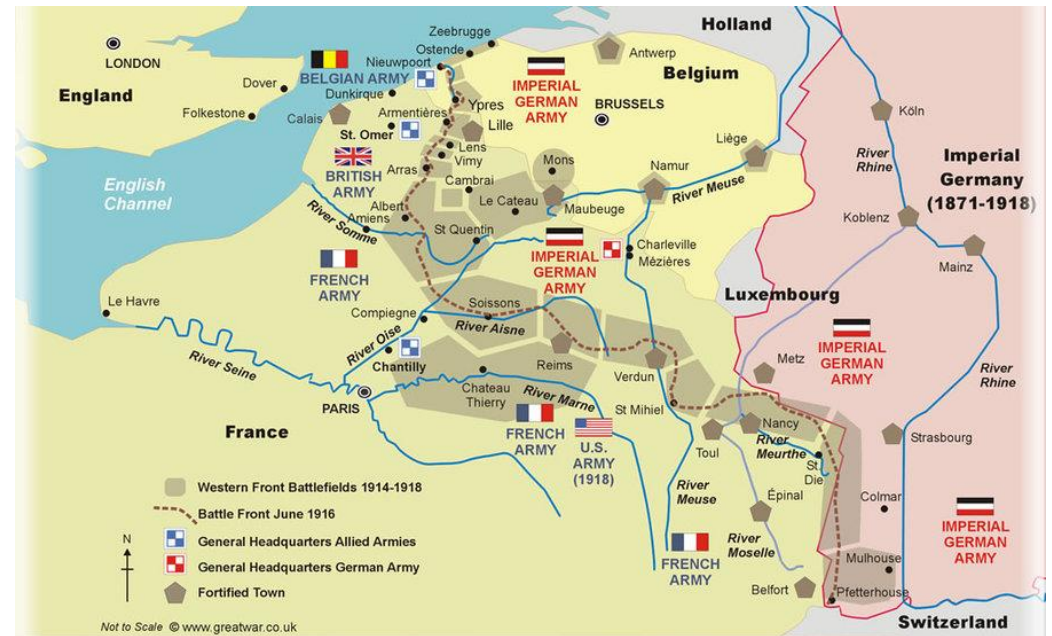 Holland
Zeebrugge
Ostende
Nieuwpoort
LONDON
Antwerp
BELGIAN ARMY
IMPERIAL
GERMAN
ARMY
Belgium
England
Dover
Dunkirque
Folkestone
Calais
Armentières
Ypres
BRUSSELS
Köln
St. Omer
Lille
Lens
Vimy
BRITISH
ARMY
Arras
Mons
Liège
Namur
River
Rhine
Imperial
Germany
(1871-1918)
English
Channel
Cambrai
River Meuse
Albert
Amiens
Le Cateau
Maubeuge
Koblenz
River Somme
St Quentin
Charleville
Mézières
Mainz
FRENCH
ARMY
IMPERIAL
GERMAN
ARMY
Luxembourg
Le Havre
Soissons
Compiegne
River Aisne
IMPERIAL
GERMAN
ARMY
River Oise
River Seine
Chantilly
Reims
Verdun
Metz
River
Rhine
PARIS
Chateau
Thierry
River Marne
St Mihiel
France
FRENCH
ARMY
U.S.
ARMY
(1918)
Nancy
Toul
River
Meurthe
Strasbourg
St.
Die
River
Meuse
Épinal
Colmar
IMPERIAL
GERMAN
ARMY
River
Moselle
FRENCH
ARMY
Mulhouse
Belfort
Pfetterhouse
Switzerland
Western Front Battlefields 1914-1918
Battle Front June 1916
General Headquarters Allied Armies
General Headquarters German Army
Fortified Town
N
Not to Scale © www.greatwar.co.uk